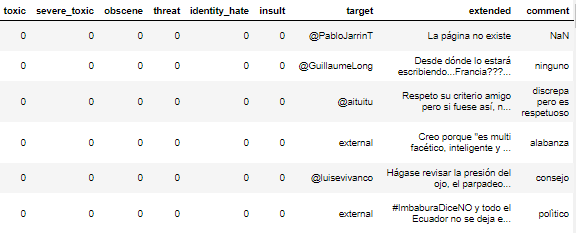 toxic severe_toxic obscene threat identity_hate insult target extended comment
0 0 0 0 0 0 @PabloJarrinT La página no existe NaN
0 0 0 0 0 0 @GuillaumeLong Desde dónde lo estará escribiendo...Francia???... ninguno
0 0 0 0 0 0 @aituitu Respeto su criterio amigo pero si fuese así, n... discrepa pero es respetuoso
0 0 0 0 0 0 external Creo porque "es multi facético, inteligente y ... alabanza
0 0 0 0 0 0 @luisevivanco Hágase revisar la presión del ojo, el parpadeo... consejo
0 0 0 0 0 0 external #ImbaburaDiceNO y todo el Ecuador no se deja e... político